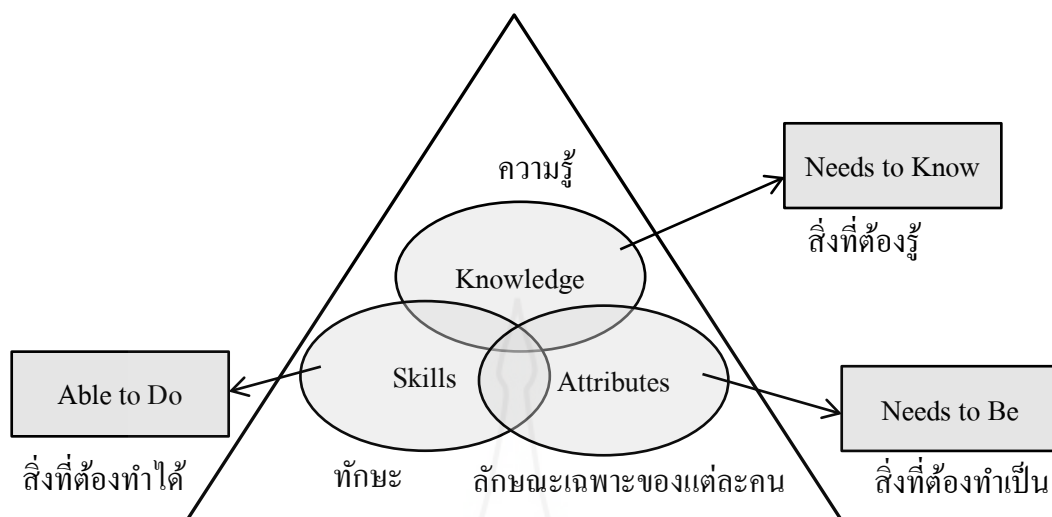 ความรู้
Needs to Know
สิ่งที่ต้องรู้
Knowledge
Skills
Attributes
Able to Do
Needs to Be
สิ่งที่ต้องทำได้
ทักษะ
ลักษณะเฉพาะของแต่ละคน
สิ่งที่ต้องทำเป็น